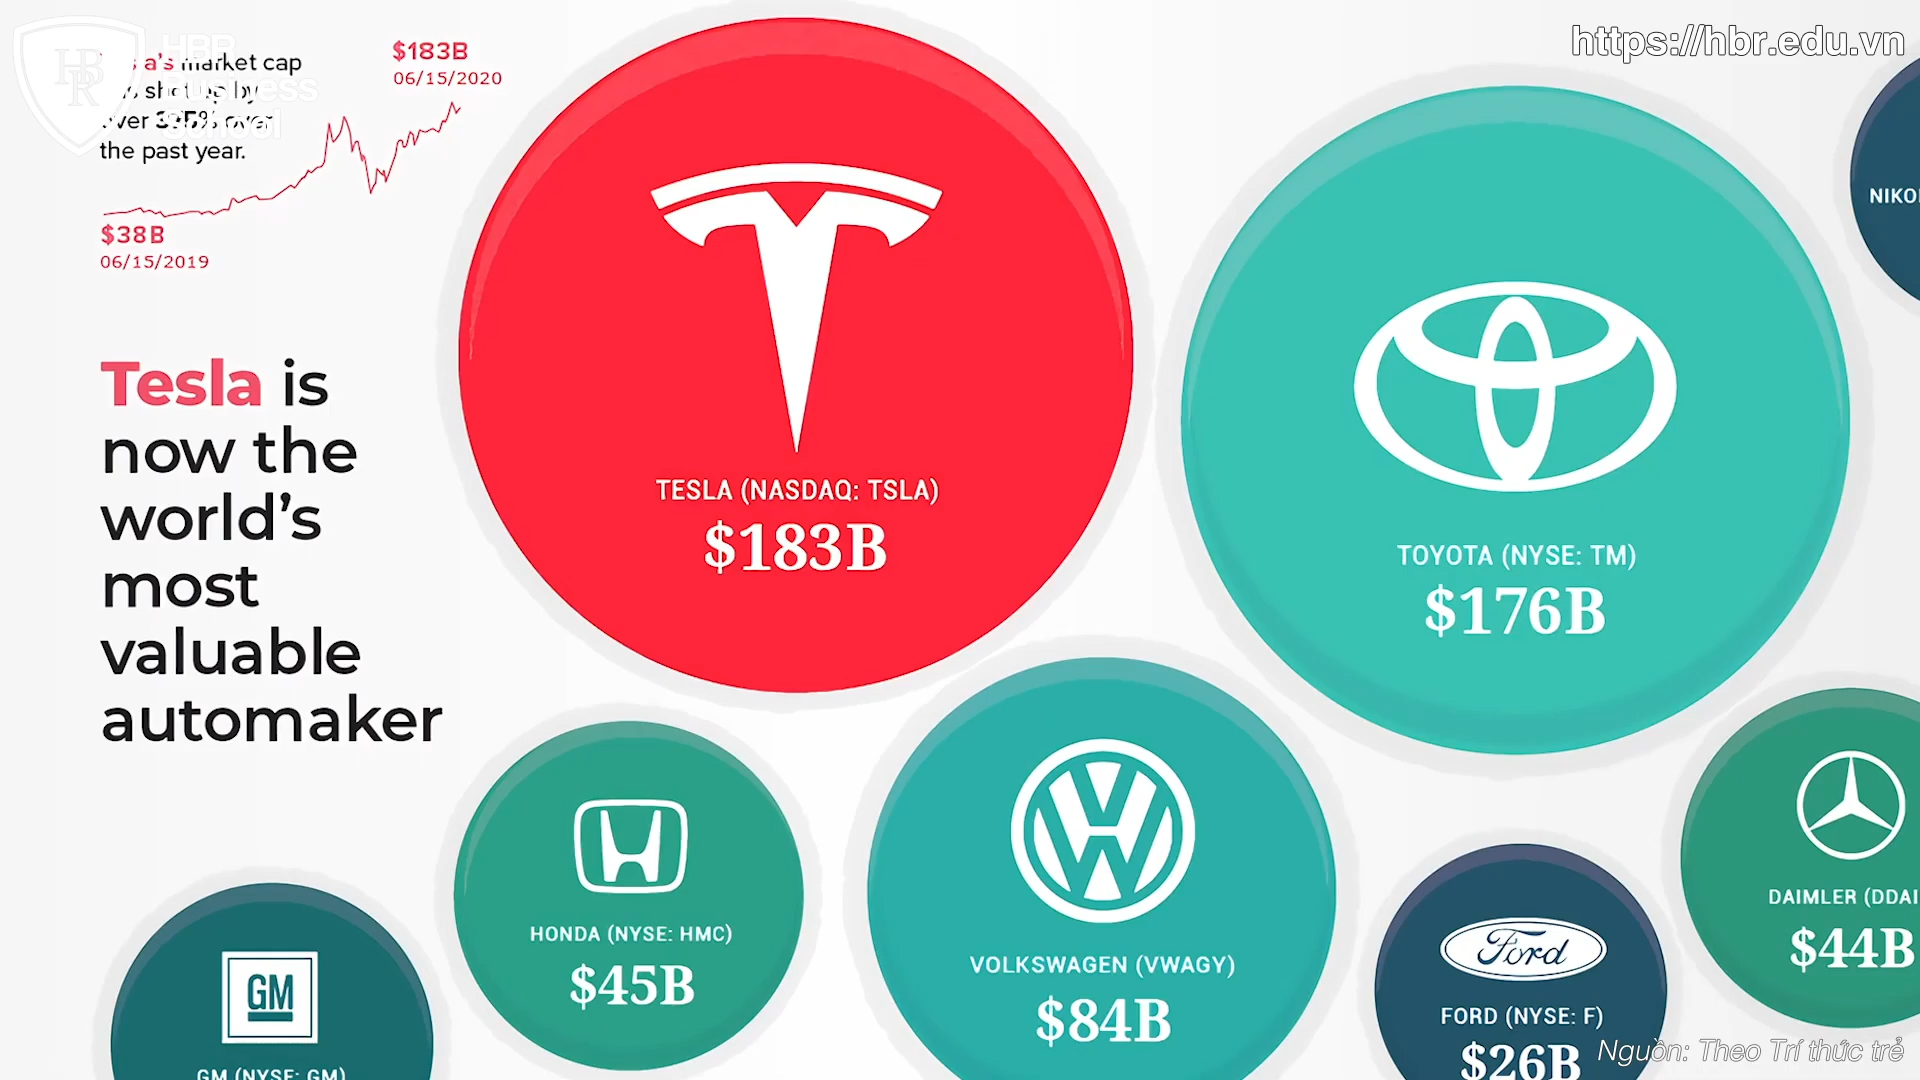 HBR
Business
School
https://hbr.edu.vn
market cap
the past year.
$183B
06/15/2020
$38B
06/15/2019
Tesla is
now the
world's
most
valuable
automaker
TESLA (NASDAQ: TSLA)
$183B
TOYOTA (NYSE: TM)
$176B
NIKO
HONDA (NYSE: HMC)
$45B
VOLKSWAGEN (VWAGY)
$84B
Ford
FORD (NYSE: F)
$26B
DAIMLER (DDAI
$44B
GM
GM (NYSE: GM)
Nguồn: Theo Trí thức trẻ